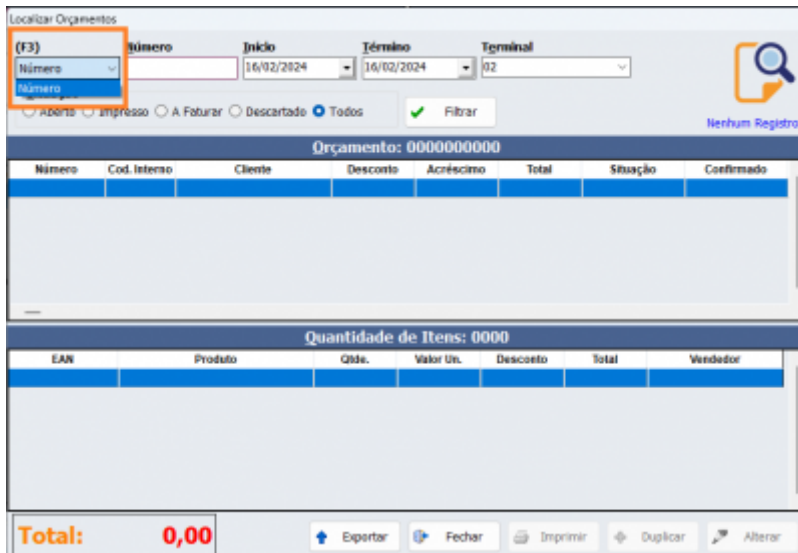 Localizar Orçamentos
(F3) Número Início Término Terminal
Número 16/02/2024 16/02/2024 02
Número
Aberto Impresso A Faturar Descartado Todos Filtrar
Nenhum Registro
Orçamento: 0000000000
Número Cod. Interno Cliente Desconto Acréscimo Total Situação Confirmado
Quantidade de Itens: 0000
EAN Produto Qtde. Valor Un. Desconto Total Vendedor
Total: 0,00 Exportar Fechar Imprimir Duplicar Alterar